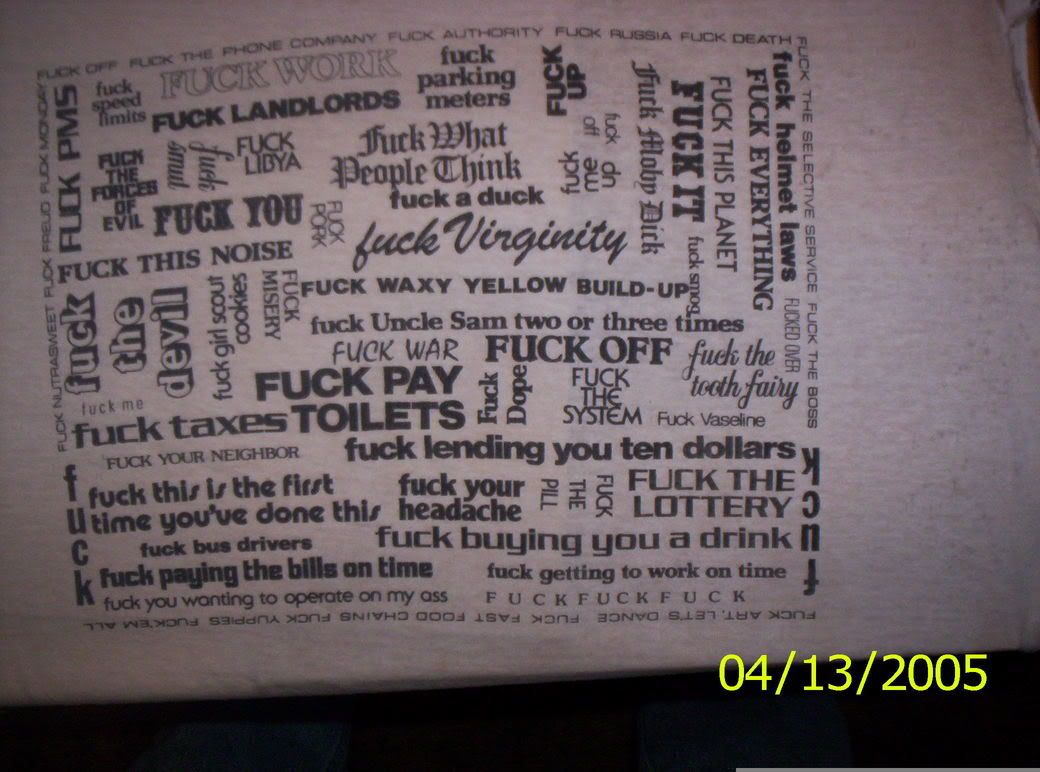 FUCK OFF FUCK THE PHONE COMPANY FUCK AUTHORITY FUCK RUSSIA FUCK DEATH
FUCK THE SELECTIVE SERVICE FUCK THE BOSS
FUCK NUTRASWEET FUCK FREUD FUCK MONDAY
FUCK PMS
fuck
speed
limits
FUCK WORK
FUCK LANDLORDS
fuck
parking
meters
FUCK
UP
Fuck Moby Dick
FUCK IT
FUCK THIS PLANET
FUCK EVERYTHING
fuck helmet laws
FUCK
THE
FORCES
OF
EVIL
fuck
smut
FUCK
LIBYA
Fuck What
People Think
fuck
off
fuck
me
up
fuck a duck
FUCK YOU
FUCK
PORK
fuck Virginity
fuck smog
FUCK THIS NOISE
fuck
the
devil
fuck girl scout
cookies
FUCK
MISERY
FUCK WAXY YELLOW BUILD-UP
FUCKED OVER
fuck Uncle Sam two or three times
FUCK WAR
FUCK OFF
fuck the
tooth fairy
FUCK PAY
TOILETS
Fuck
Dope
FUCK
THE
SYSTEM
Fuck Vaseline
fuck me
fuck taxes
FUCK YOUR NEIGHBOR
fuck lending you ten dollars
fuck
fuck this is the first
time you've done this
fuck your
headache
FUCK
THE
PILL
FUCK THE
LOTTERY
fuck
fuck bus drivers
fuck buying you a drink
fuck paying the bills on time
fuck getting to work on time
fuck you wanting to operate on my ass
FUCKFUCKFUCK
FUCK ART, LET'S DANCE FUCK FAST FOOD CHAINS FUCK YUPPIES FUCK'EM ALL
04/13/2005